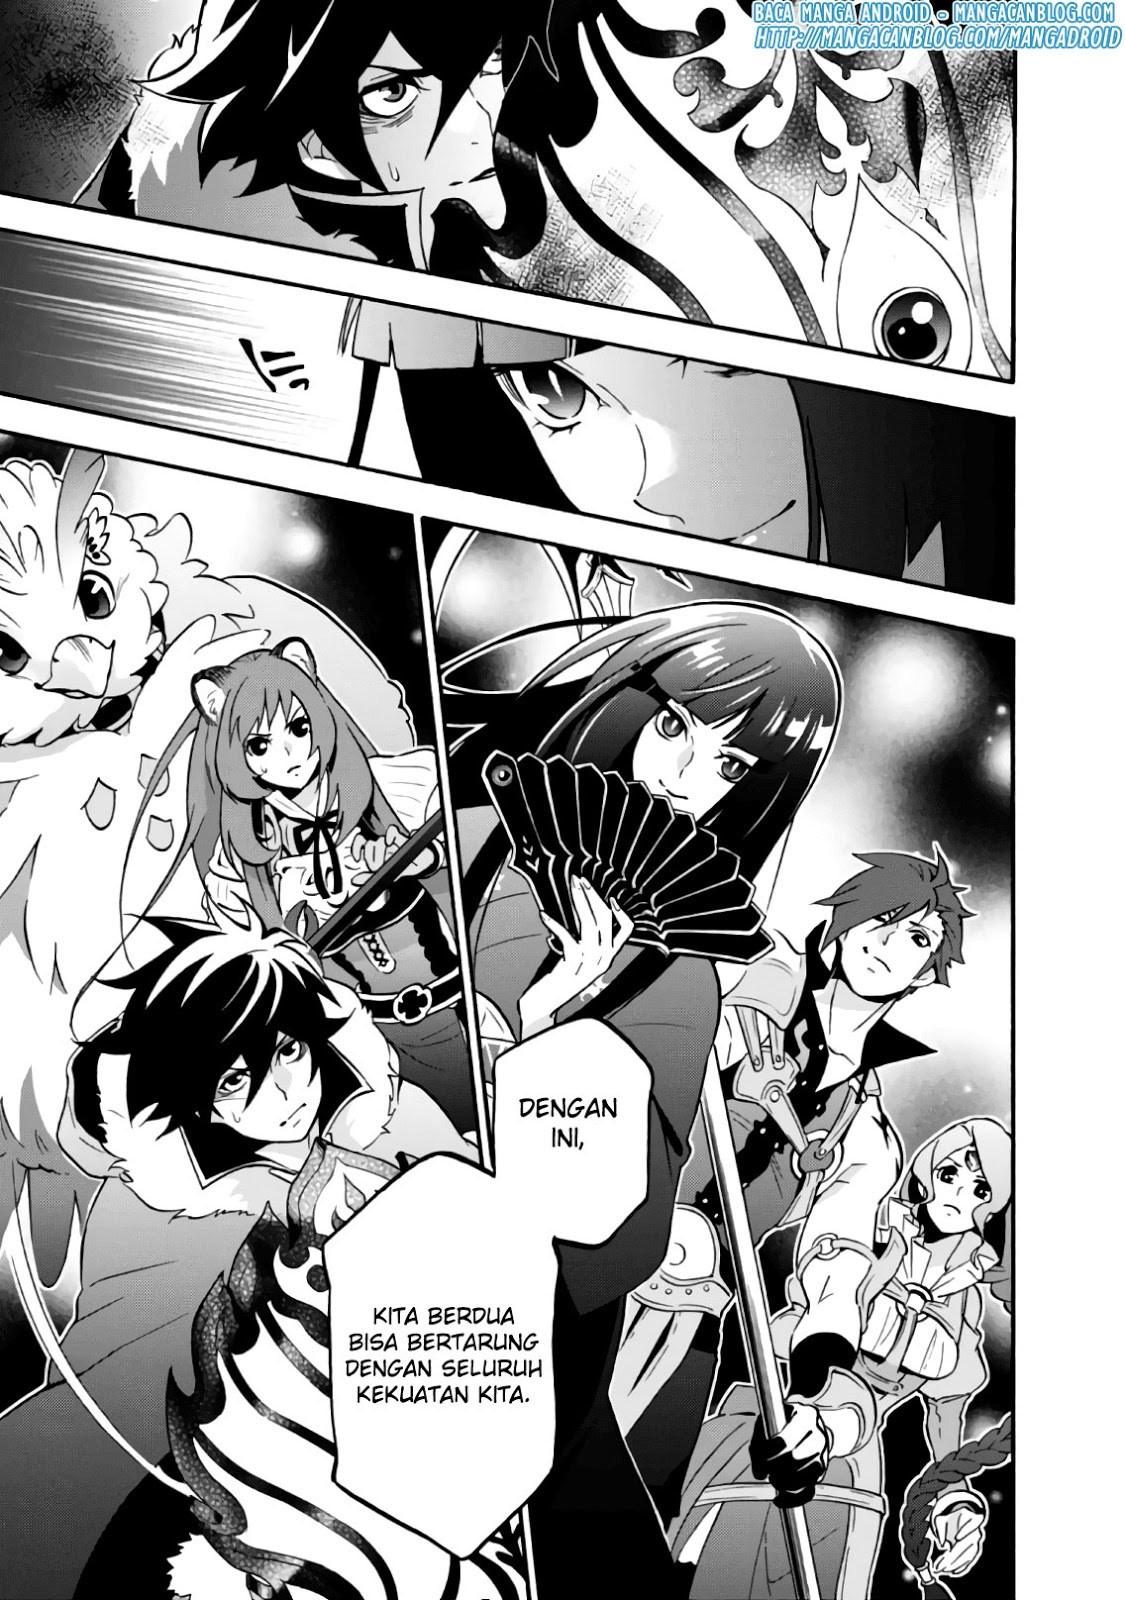 BACA MANGA ANDROID - MANGACANBLOG.COM
HTTP://MANGACANBLOG.COM/MANGADROID
DENGAN
INI,
KITA BERDUA
BISA BERTARUNG
DENGAN SELURUH
KEKUATAN KITA.